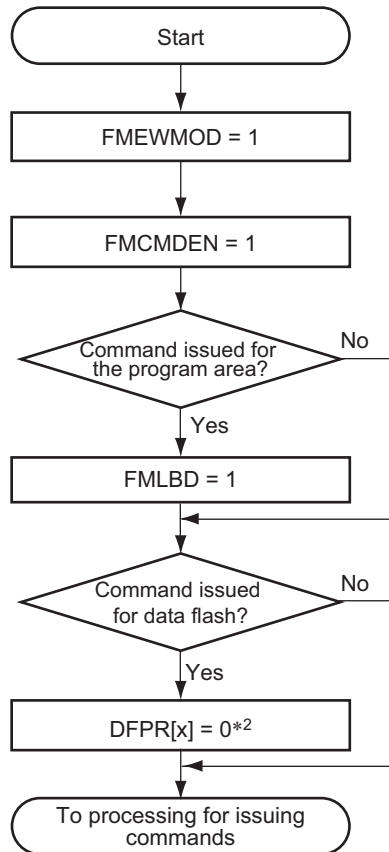 Start
FMEWMOD = 1
FMCMDEN = 1
Command issued for
the program area?
No
Yes
FMLBD = 1
Command issued
for data flash?
No
Yes
DFPR[x] = 0*2
To processing for issuing
commands